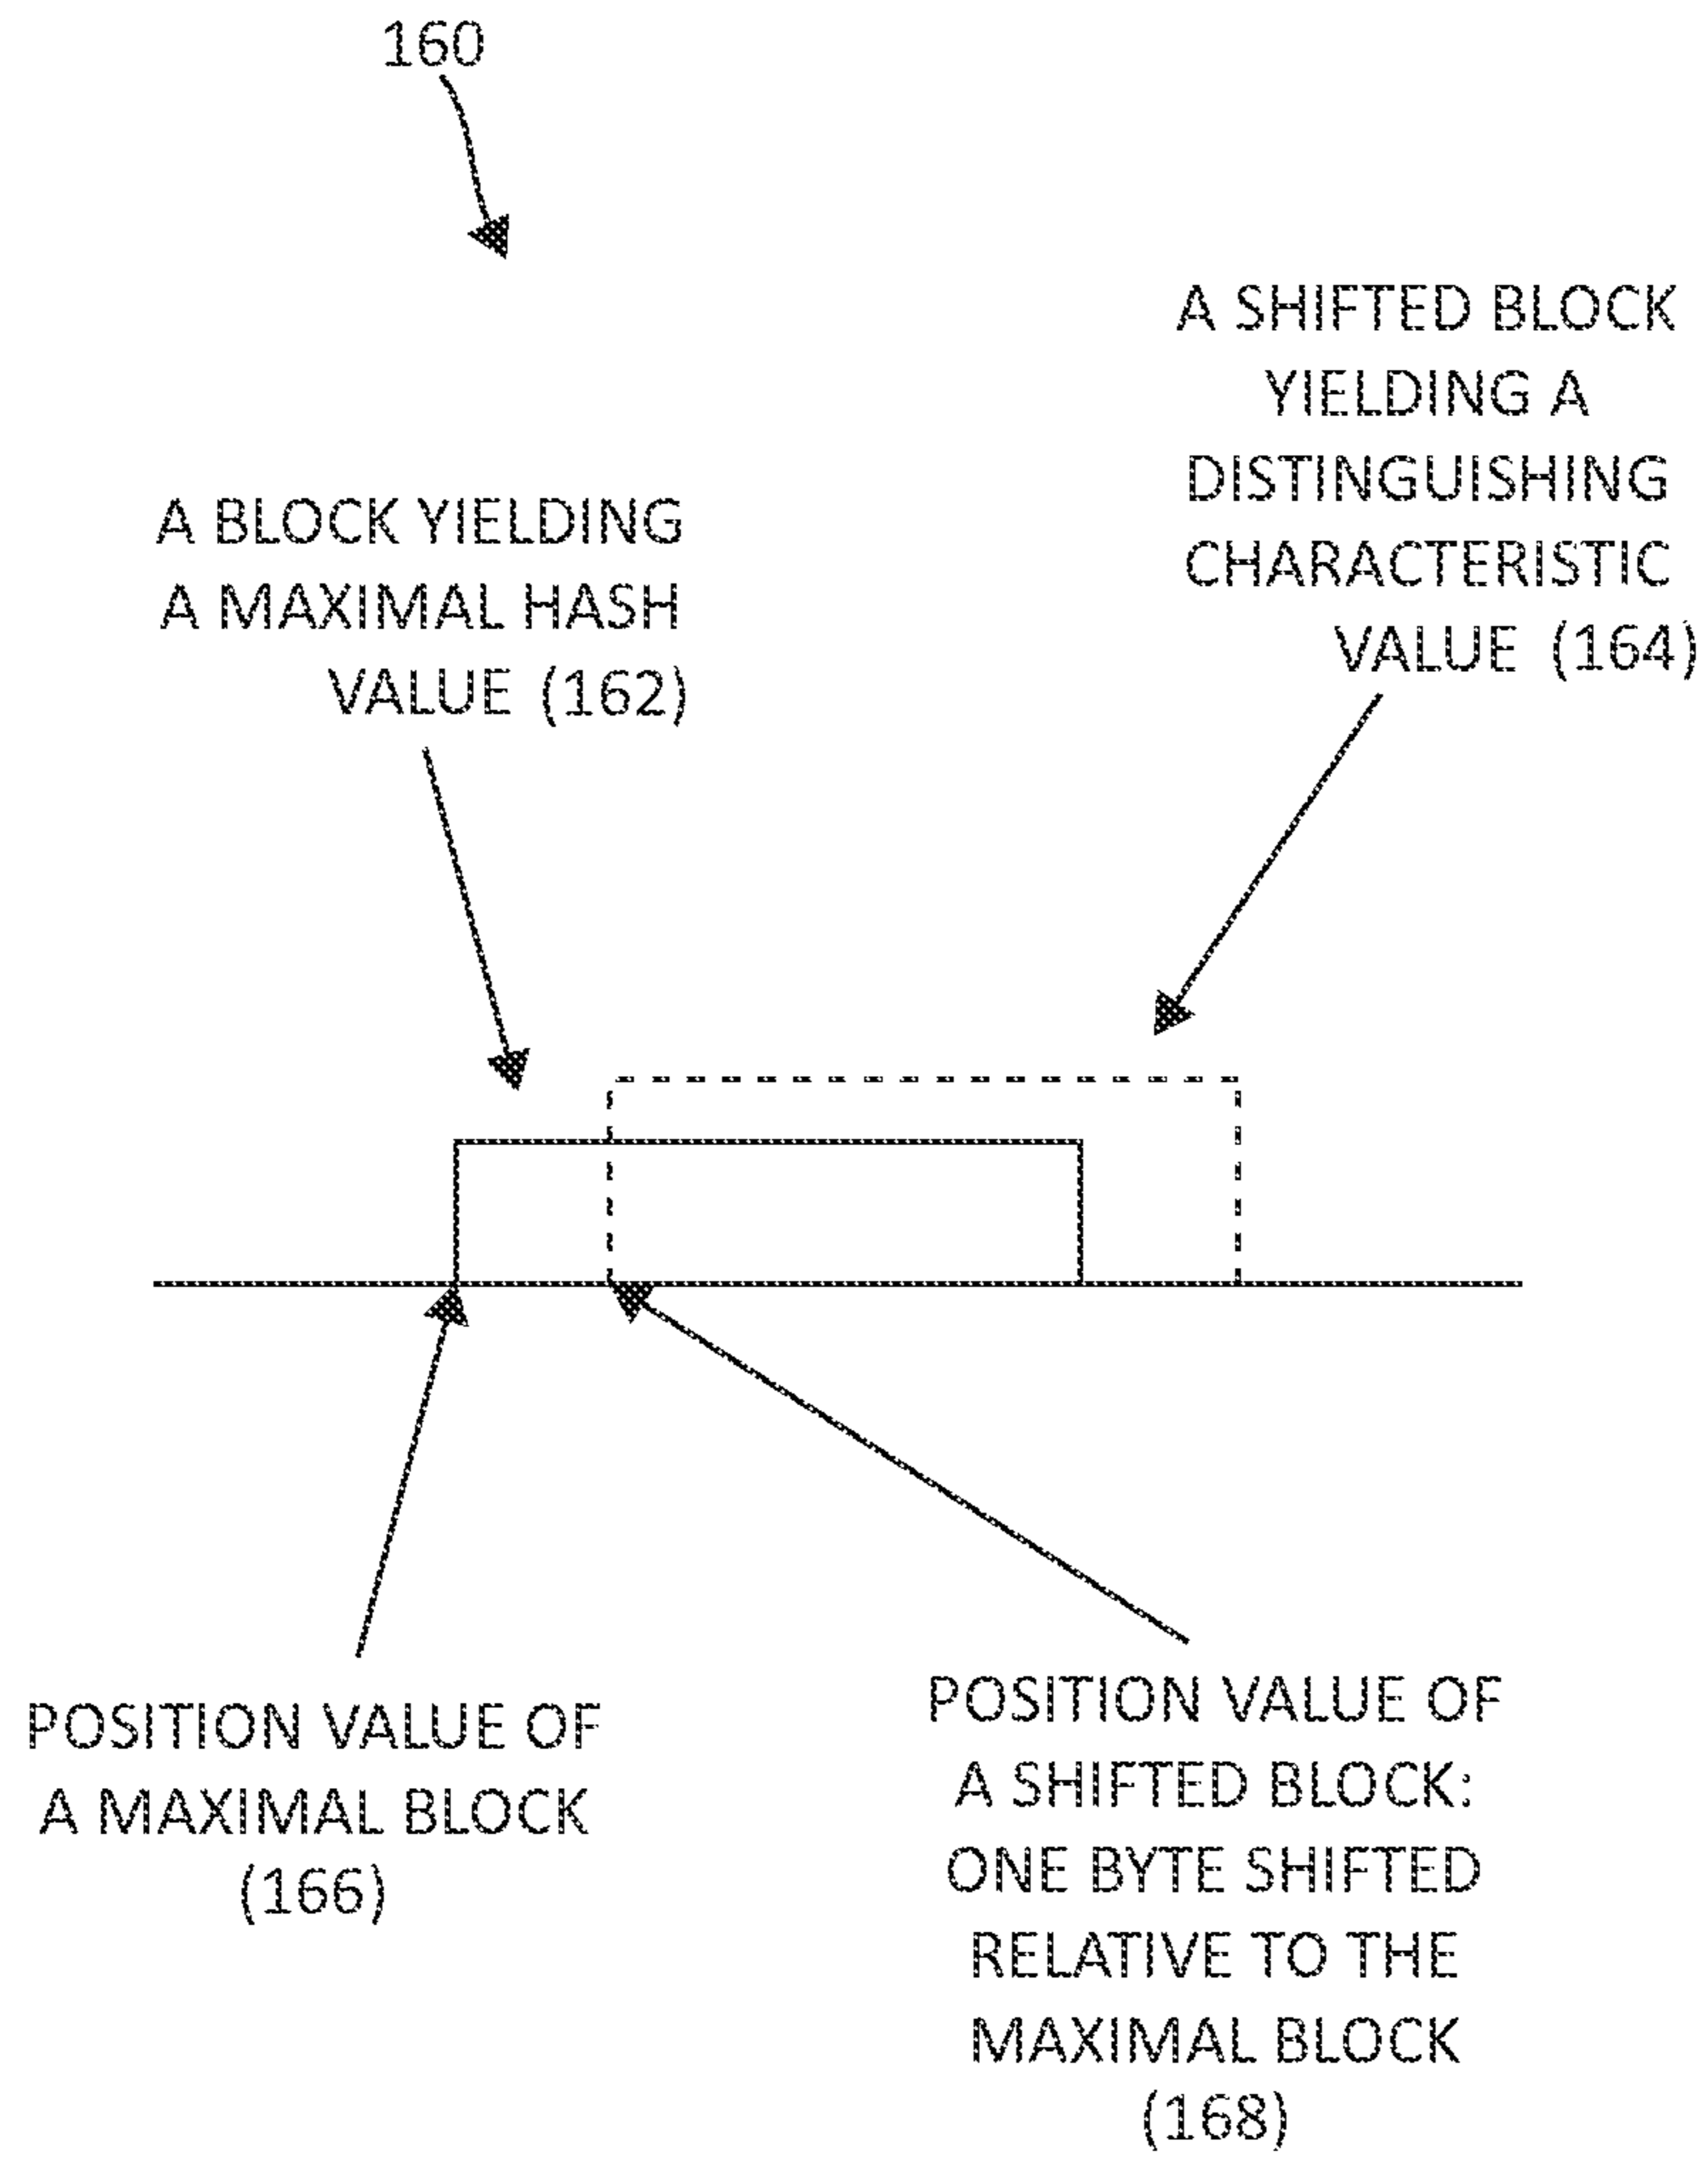 160
A SHIFTED BLOCK
YIELDING A
DISTINGUISHING
CHARACTERISTIC
VALUE (164)
A BLOCK YIELDING
A MAXIMAL HASH
VALUE (162)
POSITION VALUE OF
A MAXIMAL BLOCK
(166)
POSITION VALUE OF
A SHIFTED BLOCK:
ONE BYTE SHIFTED
RELATIVE TO THE
MAXIMAL BLOCK
(168)